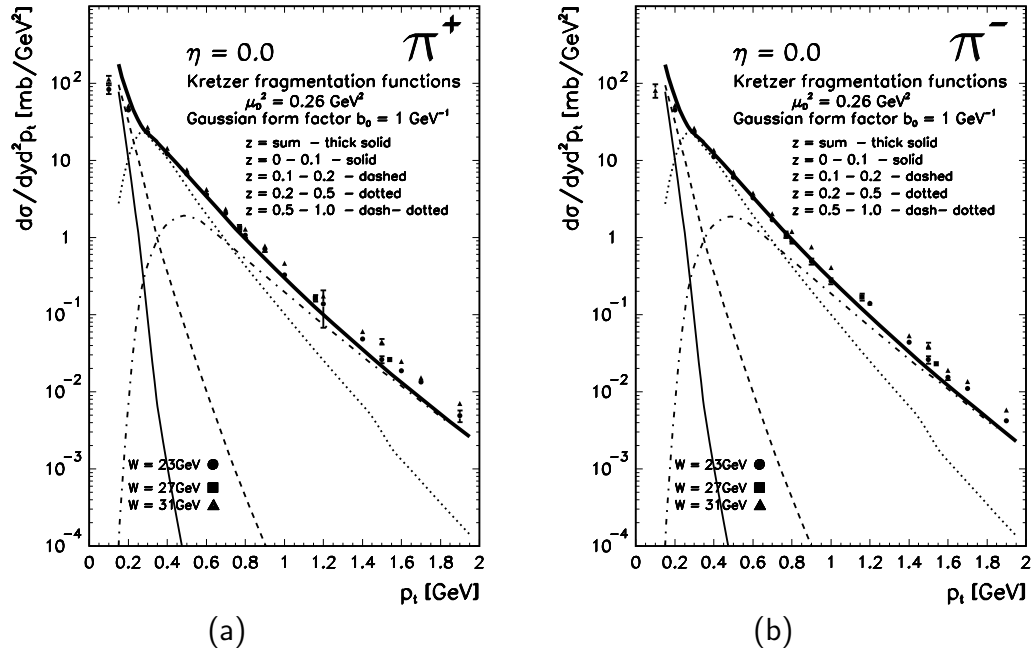 π⁺
η = 0.0
Kretzer fragmentation functions
μ₀² = 0.26 GeV²
Gaussian form factor b₀ = 1 GeV⁻¹
z = sum – thick solid
z = 0 – 0.1 – solid
z = 0.1 – 0.2 – dashed
z = 0.2 – 0.5 – dotted
z = 0.5 – 1.0 – dash– dotted
dσ/dyd²pₜ [mb/GeV²]
10²
10
1
10⁻¹
10⁻²
10⁻³
10⁻⁴
W = 23GeV
W = 27GeV
W = 31GeV
0 0.2 0.4 0.6 0.8 1 1.2 1.4 1.6 1.8 2
pₜ [GeV]
(a)
π⁻
η = 0.0
Kretzer fragmentation functions
μ₀² = 0.26 GeV²
Gaussian form factor b₀ = 1 GeV⁻¹
z = sum – thick solid
z = 0 – 0.1 – solid
z = 0.1 – 0.2 – dashed
z = 0.2 – 0.5 – dotted
z = 0.5 – 1.0 – dash– dotted
dσ/dyd²pₜ [mb/GeV²]
10²
10
1
10⁻¹
10⁻²
10⁻³
10⁻⁴
W = 23GeV
W = 27GeV
W = 31GeV
0 0.2 0.4 0.6 0.8 1 1.2 1.4 1.6 1.8 2
pₜ [GeV]
(b)